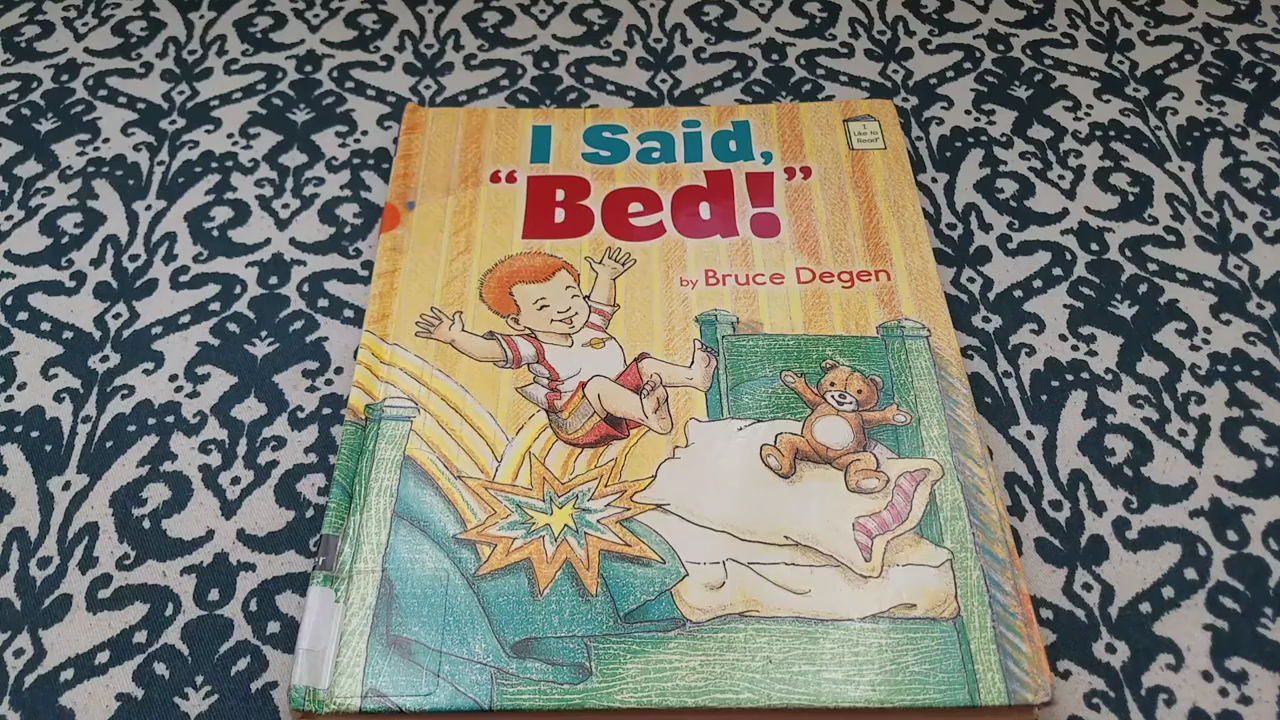 I Said,
“Bed!”
I
Like to
Read®
by Bruce Degen